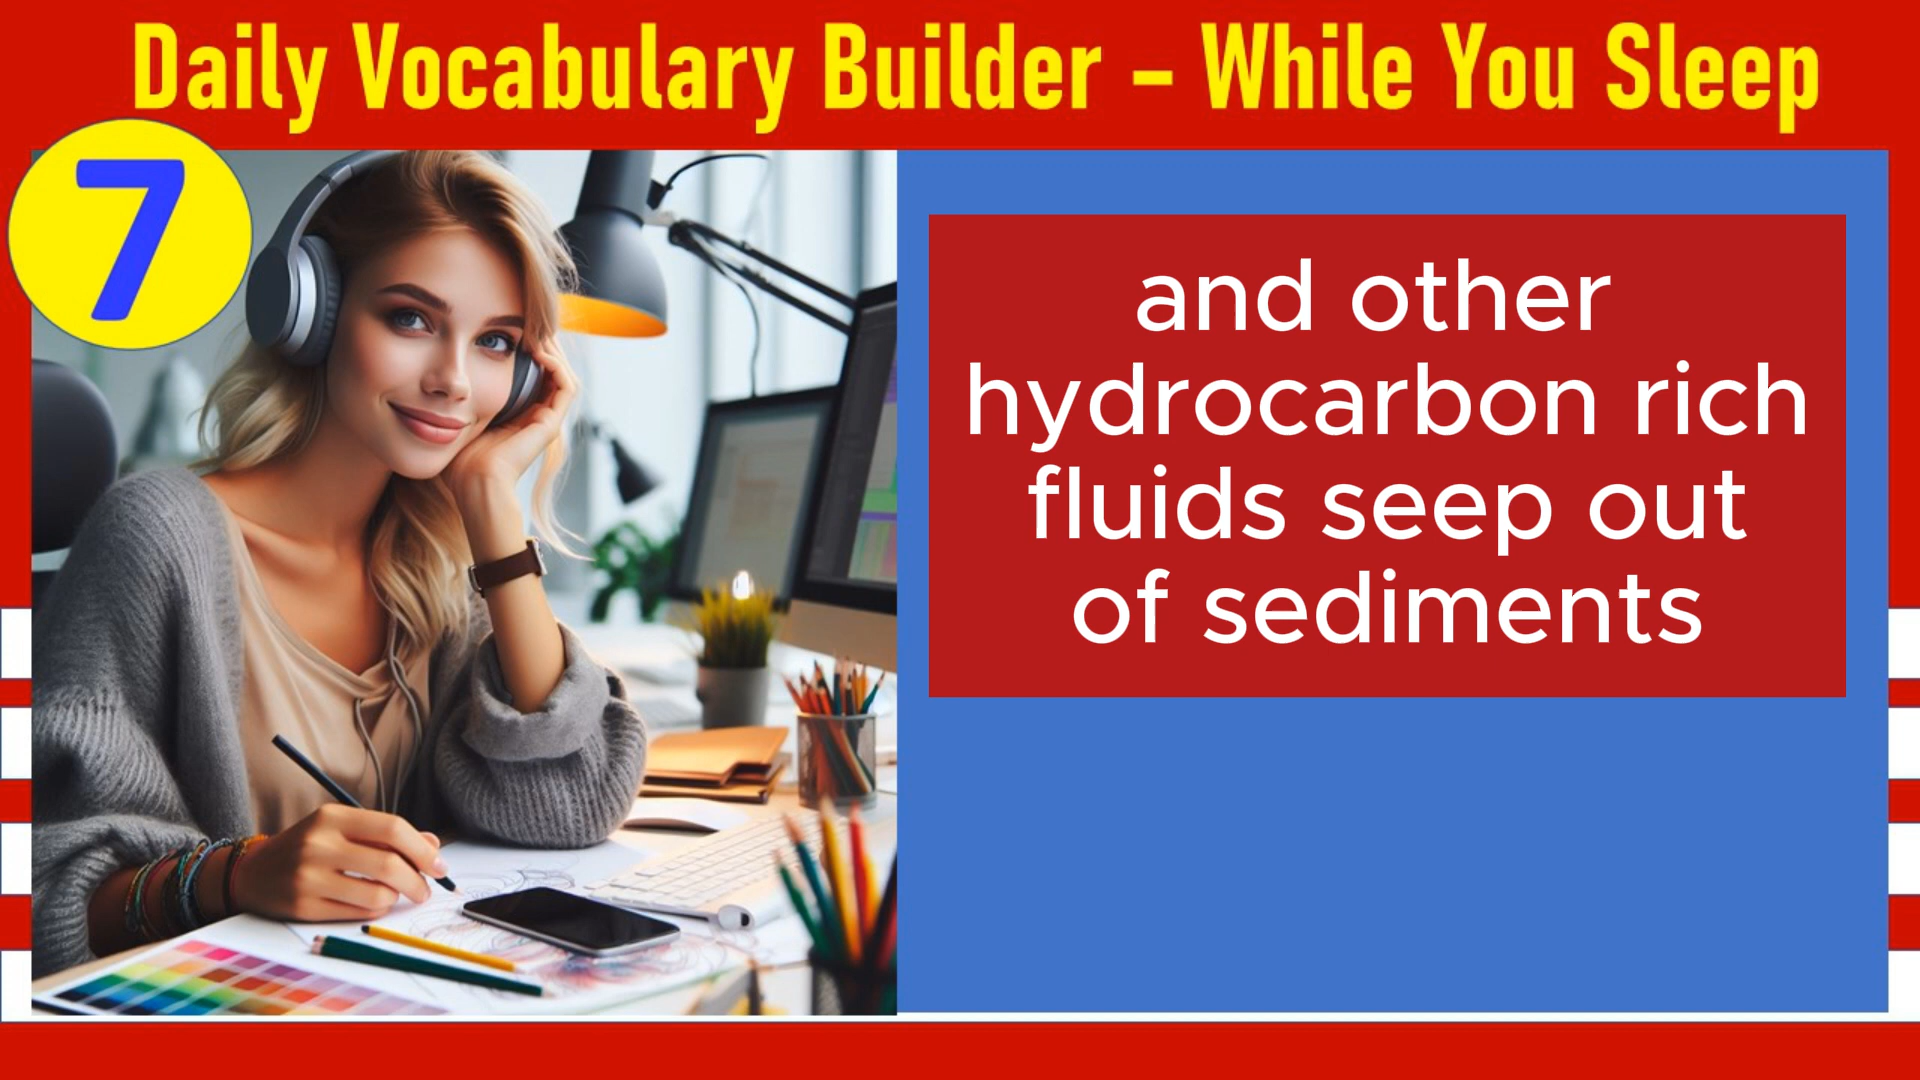 Daily Vocabulary Builder – While You Sleep
7
and other
hydrocarbon rich
fluids seep out
of sediments